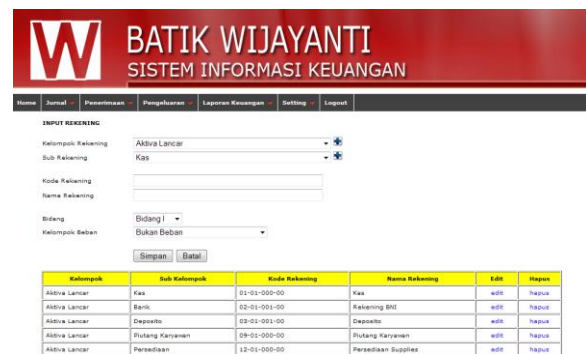 W
BATIK WIJAYANTI
SISTEM INFORMASI KEUANGAN
Home Jurnal Penerimaan Pengeluaran Laporan Keuangan Setting Logout
INPUT REKENING
Kelompok Rekening Aktiva Lancar
Sub Rekening Kas
Kode Rekening
Nama Rekening
Bidang Bidang I
Kelompok Beban Bukan Beban
Simpan Batal
Kelompok Sub Kelompok Kode Rekening Nama Rekening Edit Hapus
Aktiva Lancar Kas 01-01-000-00 Kas edit hapus
Aktiva Lancar Bank 02-01-001-00 Rekening BNI edit hapus
Aktiva Lancar Deposito 03-01-001-00 Deposito edit hapus
Aktiva Lancar Piutang Karyawan 09-01-000-00 Piutang Karyawan edit hapus
Aktiva Lancar Persediaan 12-01-000-00 Persediaan Supplies edit hapus